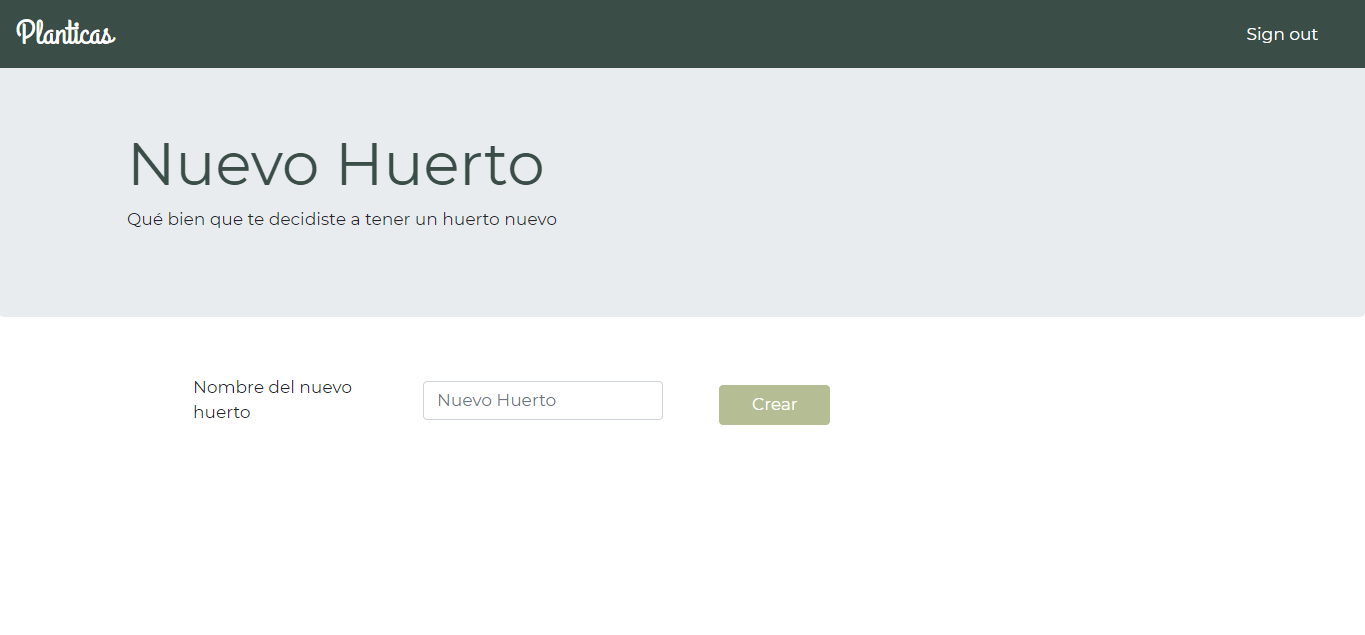 Planticas
Sign out
Nuevo Huerto
Qué bien que te decidiste a tener un huerto nuevo
Nombre del nuevo
huerto
Nuevo Huerto
Crear